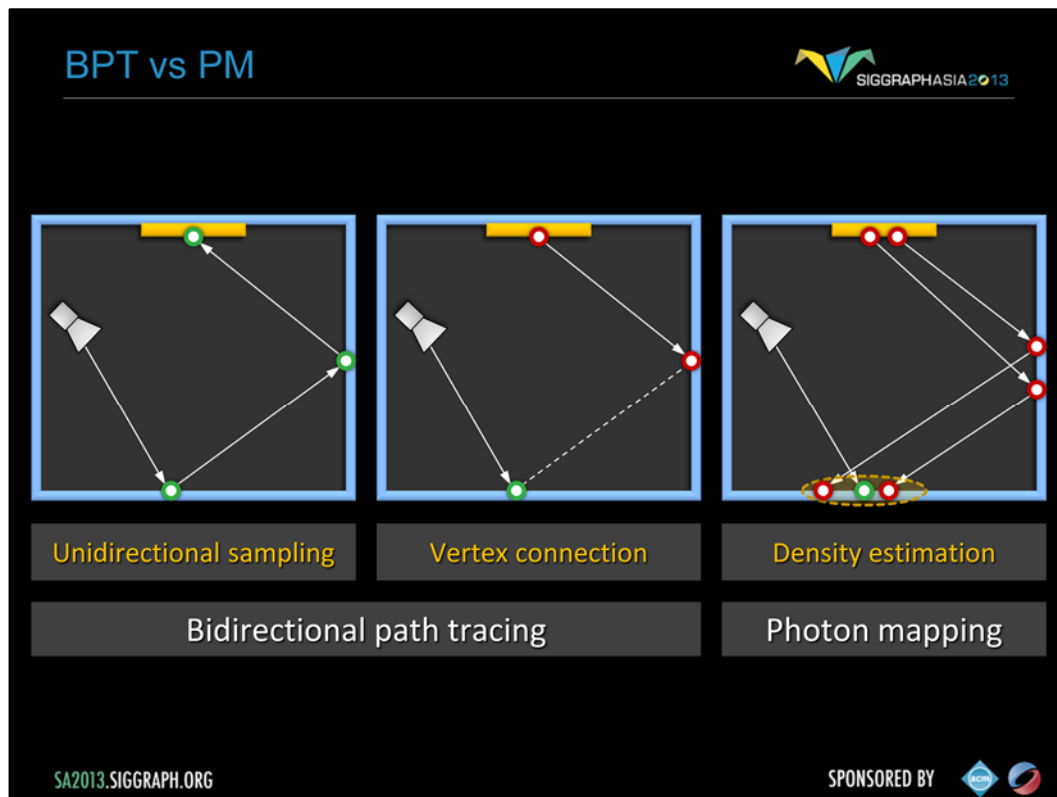 BPT vs PM
SIGGRAPHASIA2013
Unidirectional sampling
Vertex connection
Density estimation
Bidirectional path tracing
Photon mapping
SA2013.SIGGRAPH.ORG
SPONSORED BY
acm